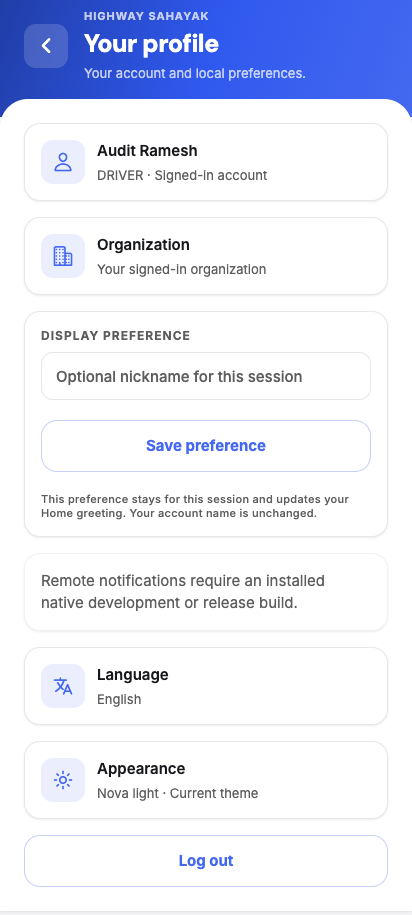 HIGHWAY SAHAYAK
Your profile
Your account and local preferences.
Audit Ramesh
DRIVER · Signed-in account
Organization
Your signed-in organization
DISPLAY PREFERENCE
Optional nickname for this session
Save preference
This preference stays for this session and updates your
Home greeting. Your account name is unchanged.
Remote notifications require an installed
native development or release build.
Language
English
Appearance
Nova light · Current theme
Log out